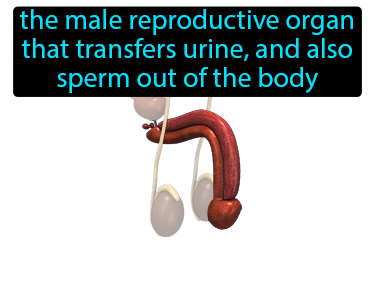 the male reproductive organ
that transfers urine, and also
sperm out of the body